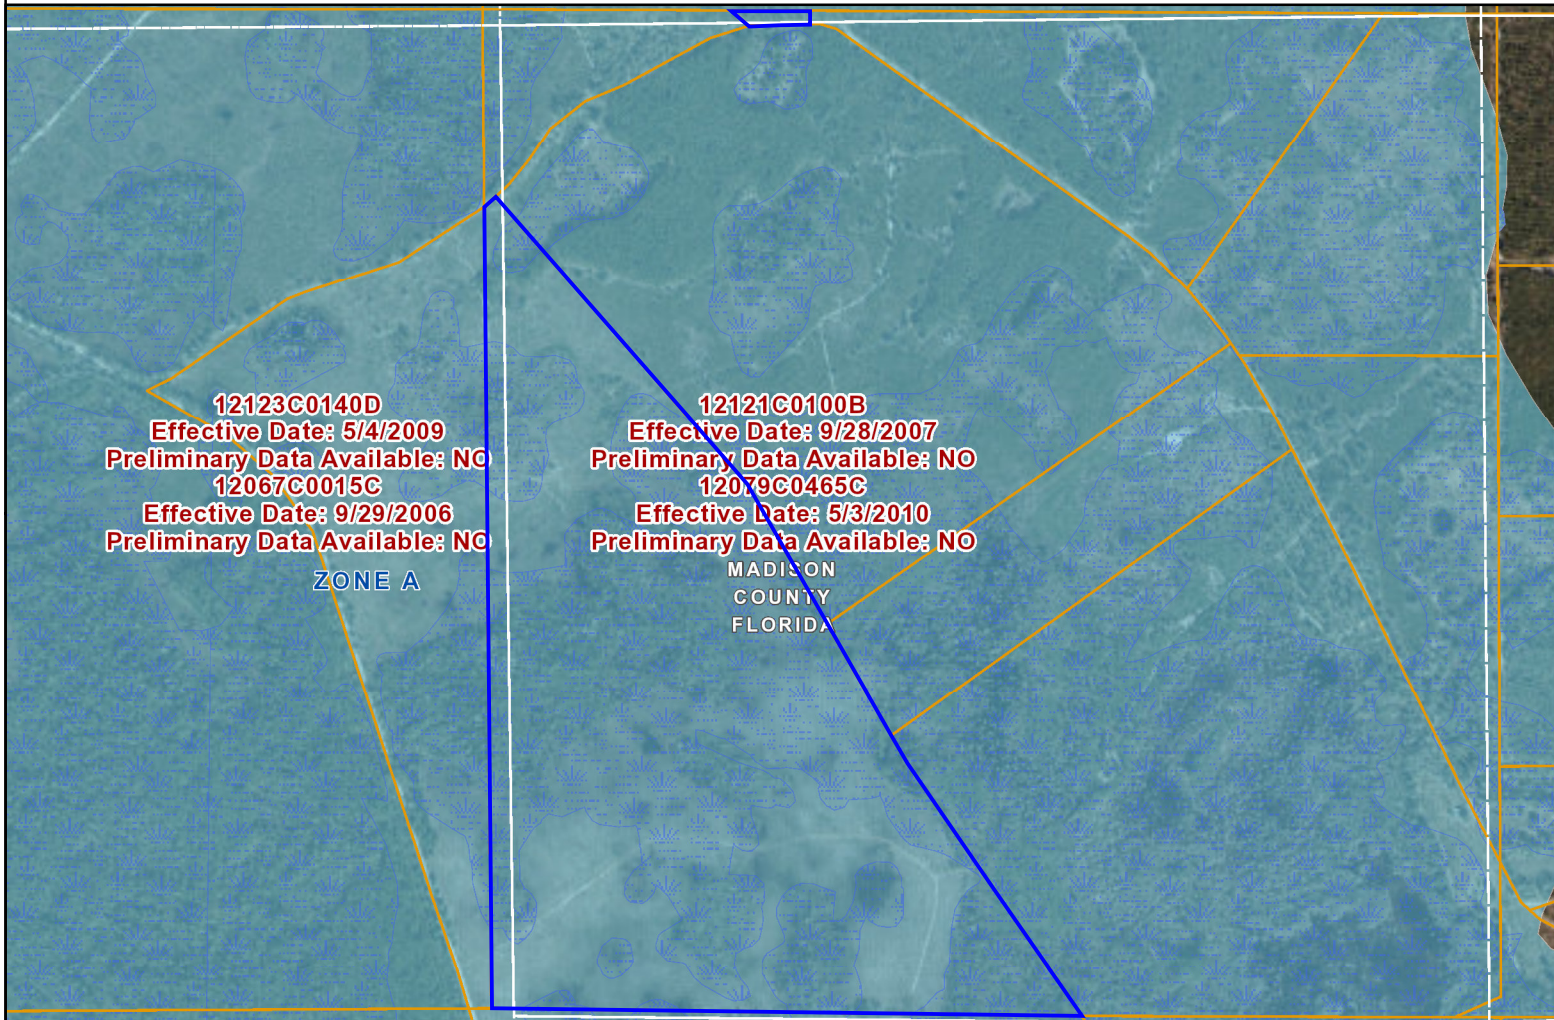 12123C0140D
Effective Date: 5/4/2009
Preliminary Data Available: NO
12067C0015C
Effective Date: 9/29/2006
Preliminary Data Available: NO
ZONE A
12121C0100B
Effective Date: 9/28/2007
Preliminary Data Available: NO
12079C0465C
Effective Date: 5/3/2010
Preliminary Data Available: NO
MADISON
COUNTY
FLORIDA